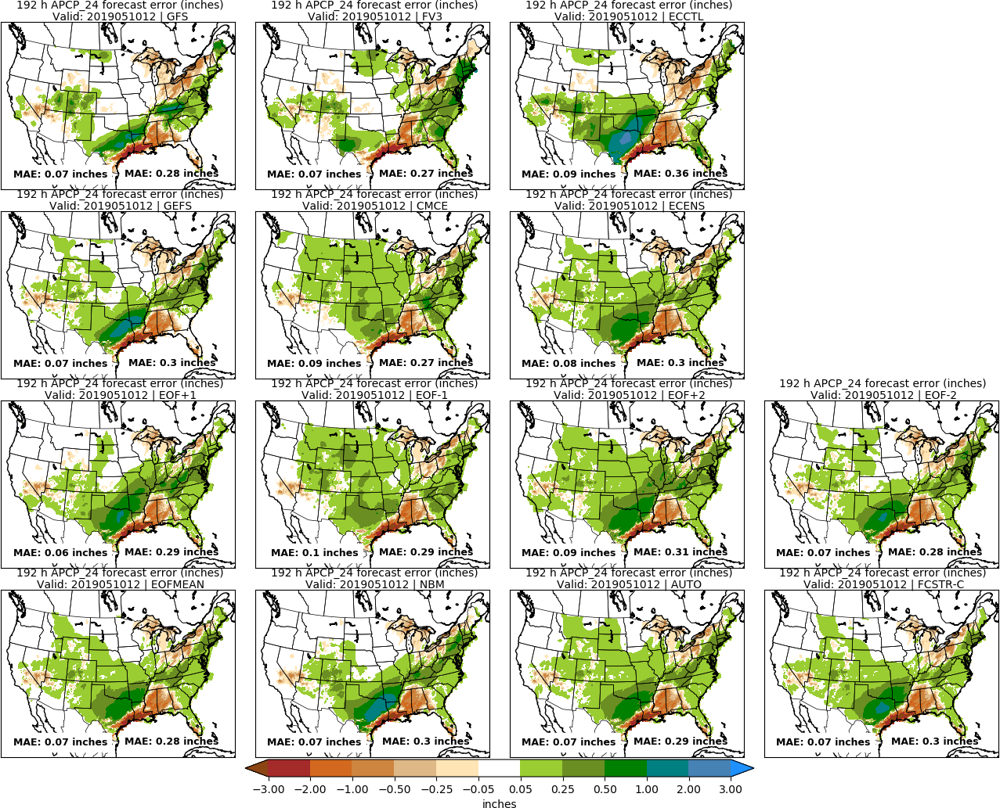 192 h APCP_24 forecast error (inches)
Valid: 2019051012 | GFS
MAE: 0.07 inches
MAE: 0.28 inches
192 h APCP_24 forecast error (inches)
Valid: 2019051012 | FV3
MAE: 0.07 inches
MAE: 0.27 inches
192 h APCP_24 forecast error (inches)
Valid: 2019051012 | ECCTL
MAE: 0.09 inches
MAE: 0.36 inches
192 h APCP_24 forecast error (inches)
Valid: 2019051012 | GEFS
MAE: 0.07 inches
MAE: 0.3 inches
192 h APCP_24 forecast error (inches)
Valid: 2019051012 | CMCE
MAE: 0.09 inches
MAE: 0.27 inches
192 h APCP_24 forecast error (inches)
Valid: 2019051012 | ECENS
MAE: 0.08 inches
MAE: 0.3 inches
192 h APCP_24 forecast error (inches)
Valid: 2019051012 | EOF+1
MAE: 0.06 inches
MAE: 0.29 inches
192 h APCP_24 forecast error (inches)
Valid: 2019051012 | EOF-1
MAE: 0.1 inches
MAE: 0.29 inches
192 h APCP_24 forecast error (inches)
Valid: 2019051012 | EOF+2
MAE: 0.09 inches
MAE: 0.31 inches
192 h APCP_24 forecast error (inches)
Valid: 2019051012 | EOF-2
MAE: 0.07 inches
MAE: 0.28 inches
192 h APCP_24 forecast error (inches)
Valid: 2019051012 | EOFMEAN
MAE: 0.07 inches
MAE: 0.28 inches
192 h APCP_24 forecast error (inches)
Valid: 2019051012 | NBM
MAE: 0.07 inches
MAE: 0.3 inches
192 h APCP_24 forecast error (inches)
Valid: 2019051012 | AUTO
MAE: 0.07 inches
MAE: 0.29 inches
192 h APCP_24 forecast error (inches)
Valid: 2019051012 | FCSTR-C
MAE: 0.07 inches
MAE: 0.3 inches
−3.00 −2.00 −1.00 −0.50 −0.25 −0.05 0.05 0.25 0.50 1.00 2.00 3.00
inches